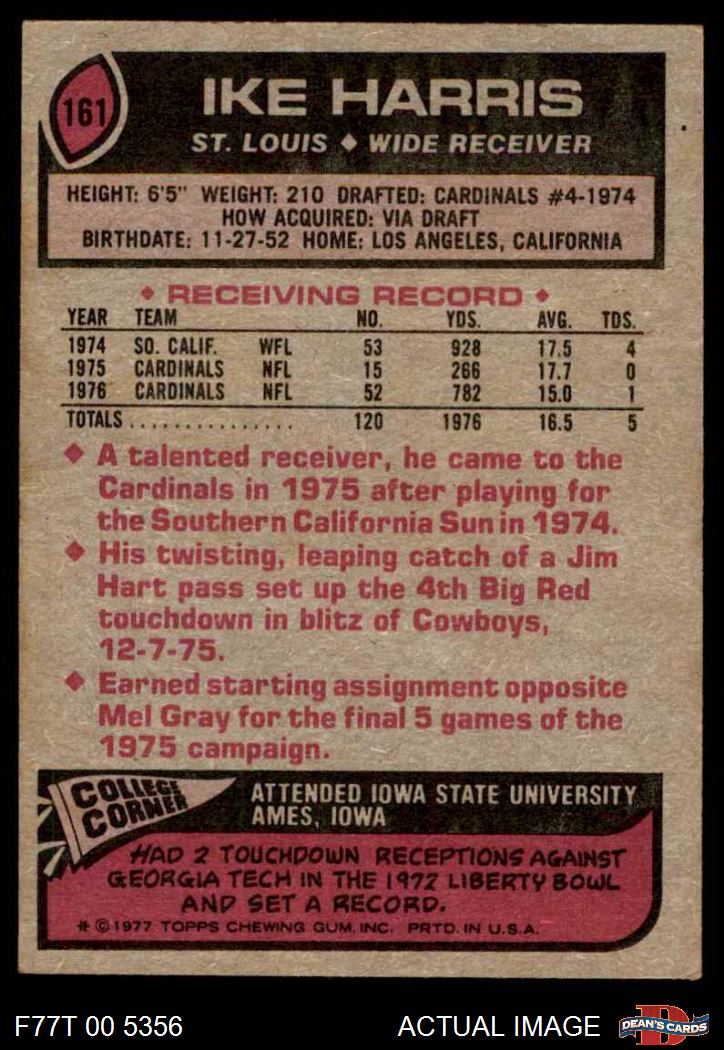 161
IKE HARRIS
ST. LOUIS ♦ WIDE RECEIVER
HEIGHT: 6'5" WEIGHT: 210 DRAFTED: CARDINALS #4-1974
HOW ACQUIRED: VIA DRAFT
BIRTHDATE: 11-27-52 HOME: LOS ANGELES, CALIFORNIA
♦ RECEIVING RECORD ♦
YEAR TEAM NO. YDS. AVG. TDS.
1974 SO. CALIF. WFL 53 928 17.5 4
1975 CARDINALS NFL 15 266 17.7 0
1976 CARDINALS NFL 52 782 15.0 1
TOTALS ............... 120 1976 16.5 5
♦ A talented receiver, he came to the
Cardinals in 1975 after playing for
the Southern California Sun in 1974.
♦ His twisting, leaping catch of a Jim
Hart pass set up the 4th Big Red
touchdown in blitz of Cowboys,
12-7-75.
♦ Earned starting assignment opposite
Mel Gray for the final 5 games of the
1975 campaign.
COLLEGE
CORNER
ATTENDED IOWA STATE UNIVERSITY
AMES, IOWA
HAD 2 TOUCHDOWN RECEPTIONS AGAINST
GEORGIA TECH IN THE 1972 LIBERTY BOWL
AND SET A RECORD.
* © 1977 TOPPS CHEWING GUM, INC. PRTD. IN U.S.A.
F77T 00 5356 ACTUAL IMAGE
D
DEAN'S CARDS